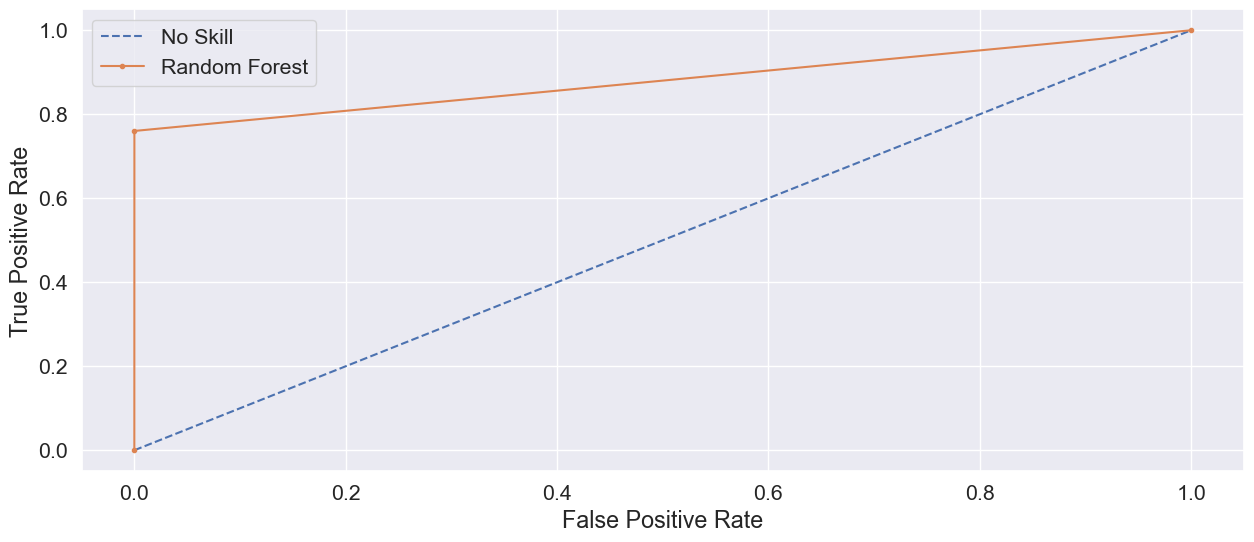 No Skill
Random Forest
1.0
0.8
0.6
0.4
0.2
0.0
True Positive Rate
0.0 0.2 0.4 0.6 0.8 1.0
False Positive Rate